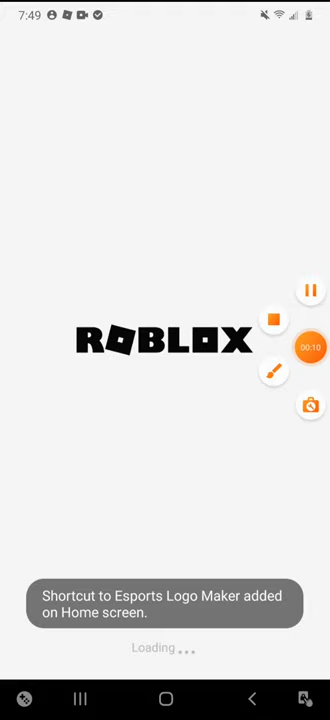 7:49
ROBLOX
00:10
Shortcut to Esports Logo Maker added
on Home screen.
Loading...